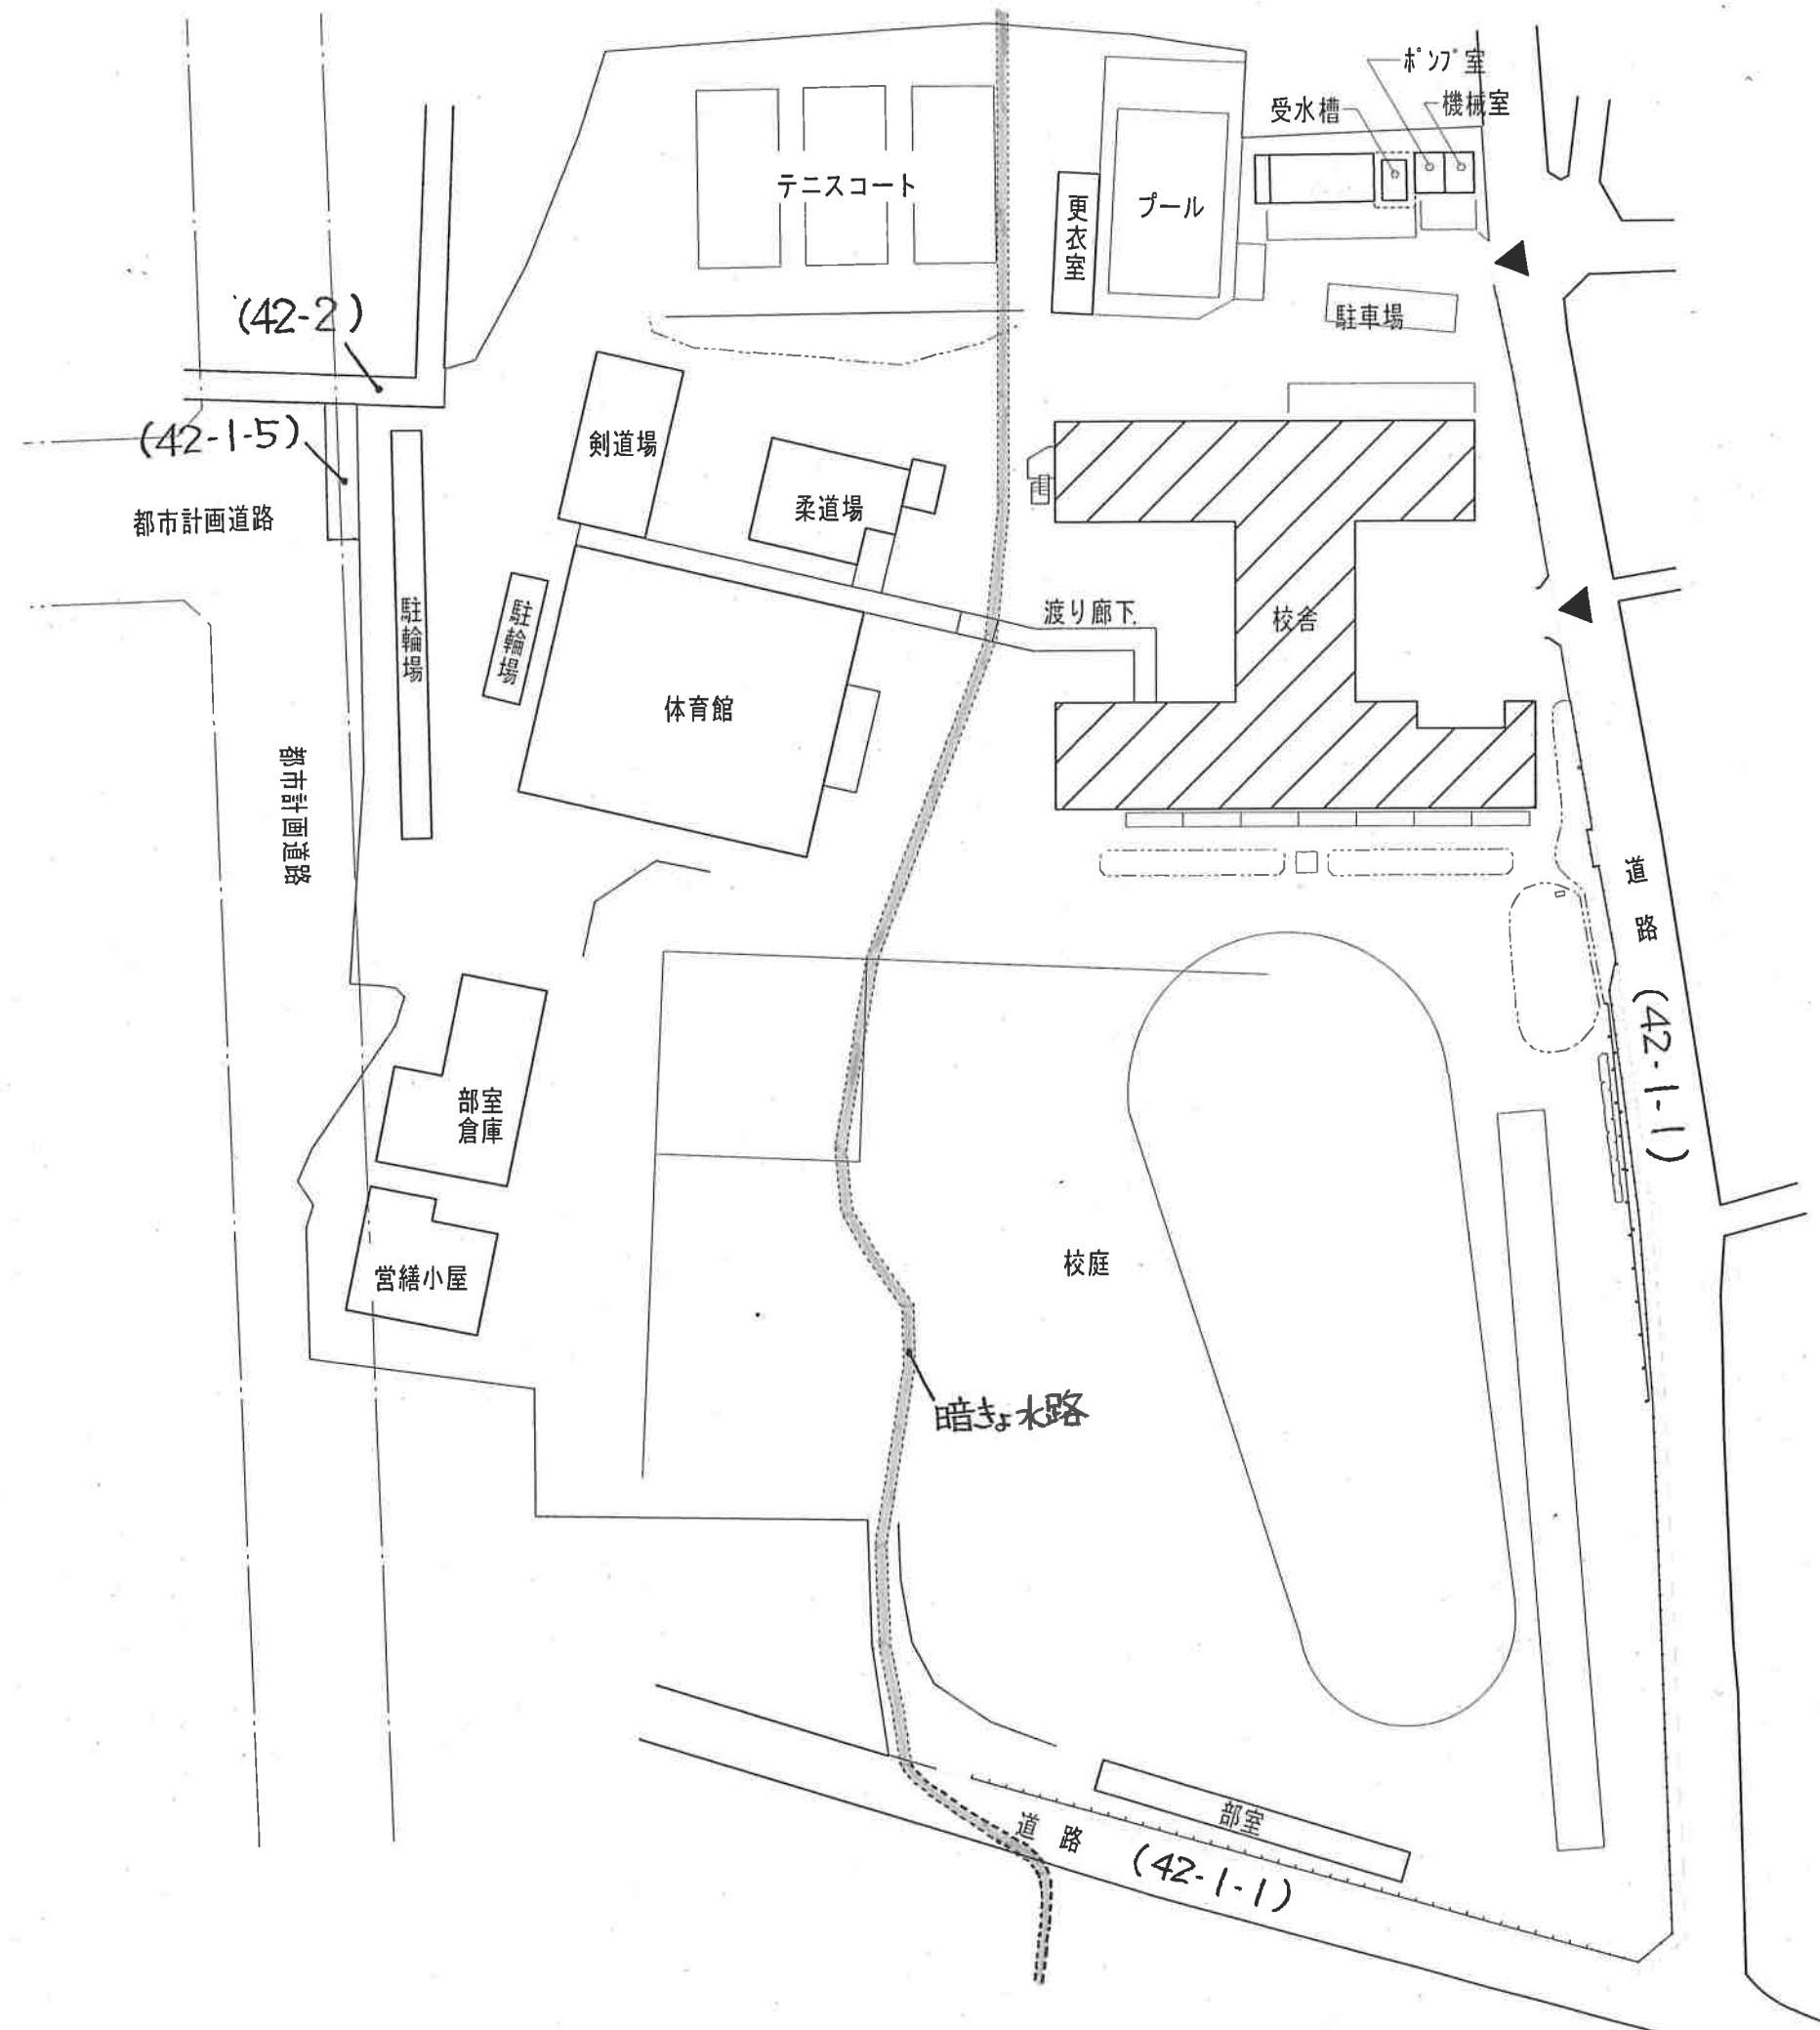 ポンプ室
受水槽
機械室
テニスコート
更衣室
プール
(42-2)
駐車場
(42-1-5)
剣道場
柔道場
都市計画道路
駐輪場
駐輪場
渡り廊下
校舎
体育館
都市計画道路
道路 (42-1-1)
部室
倉庫
校庭
営繕小屋
暗きょ水路
部室
道路 (42-1-1)